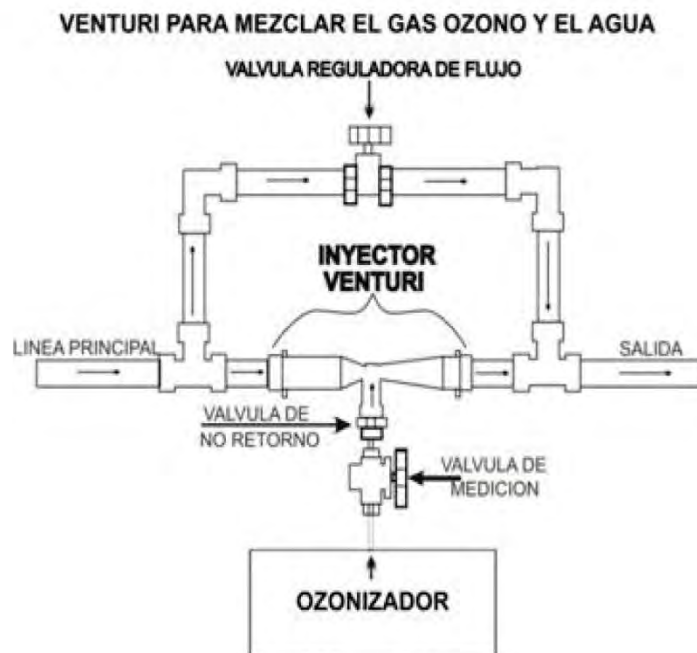 VENTURI PARA MEZCLAR EL GAS OZONO Y EL AGUA
VALVULA REGULADORA DE FLUJO
INYECTOR
VENTURI
LINEA PRINCIPAL
SALIDA
VALVULA DE
NO RETORNO
VALVULA DE
MEDICION
OZONIZADOR